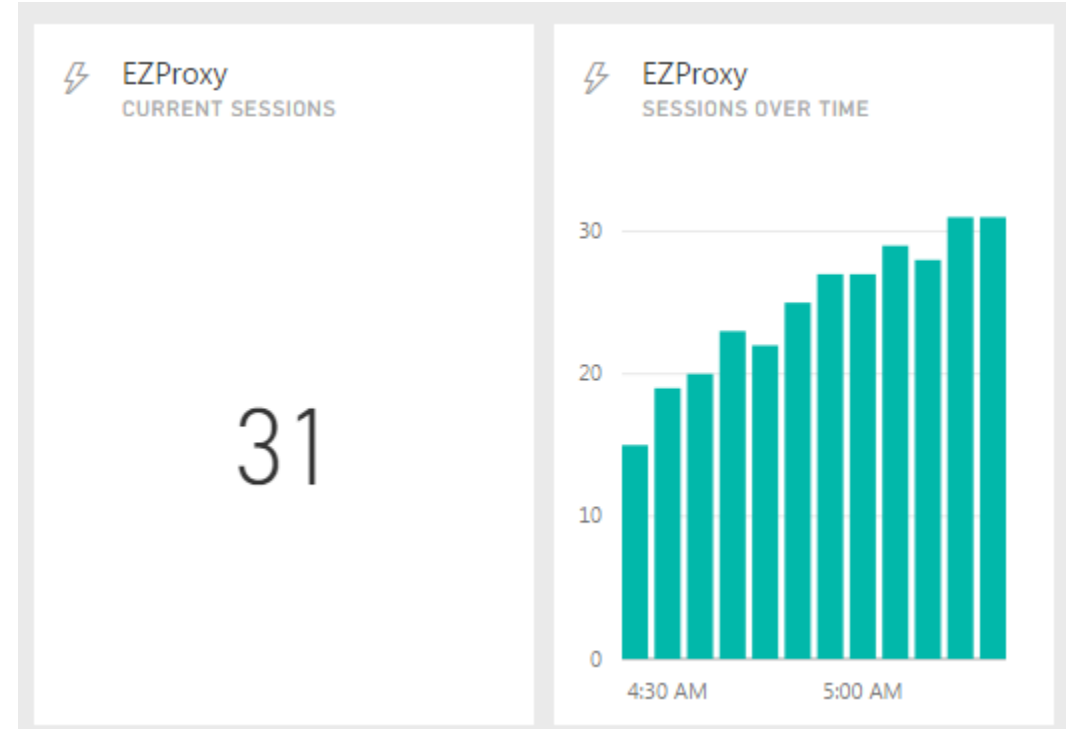 EZProxy
CURRENT SESSIONS
31
EZProxy
SESSIONS OVER TIME
30
20
10
0
4:30 AM 5:00 AM